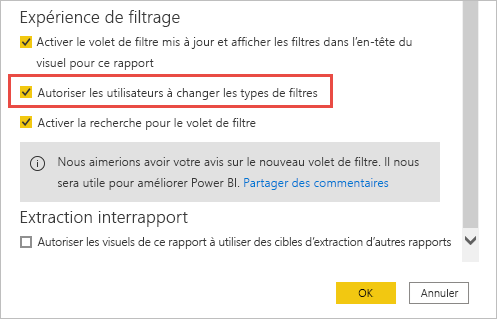 Expérience de filtrage
Activer le volet de filtre mis à jour et afficher les filtres dans l'en-tête du
visuel pour ce rapport
Autoriser les utilisateurs à changer les types de filtres
Activer la recherche pour le volet de filtre
Nous aimerions avoir votre avis sur le nouveau volet de filtre. Il nous
sera utile pour améliorer Power BI. Partager des commentaires
Extraction interrapport
Autoriser les visuels de ce rapport à utiliser des cibles d'extraction d'autres rapports
OK
Annuler